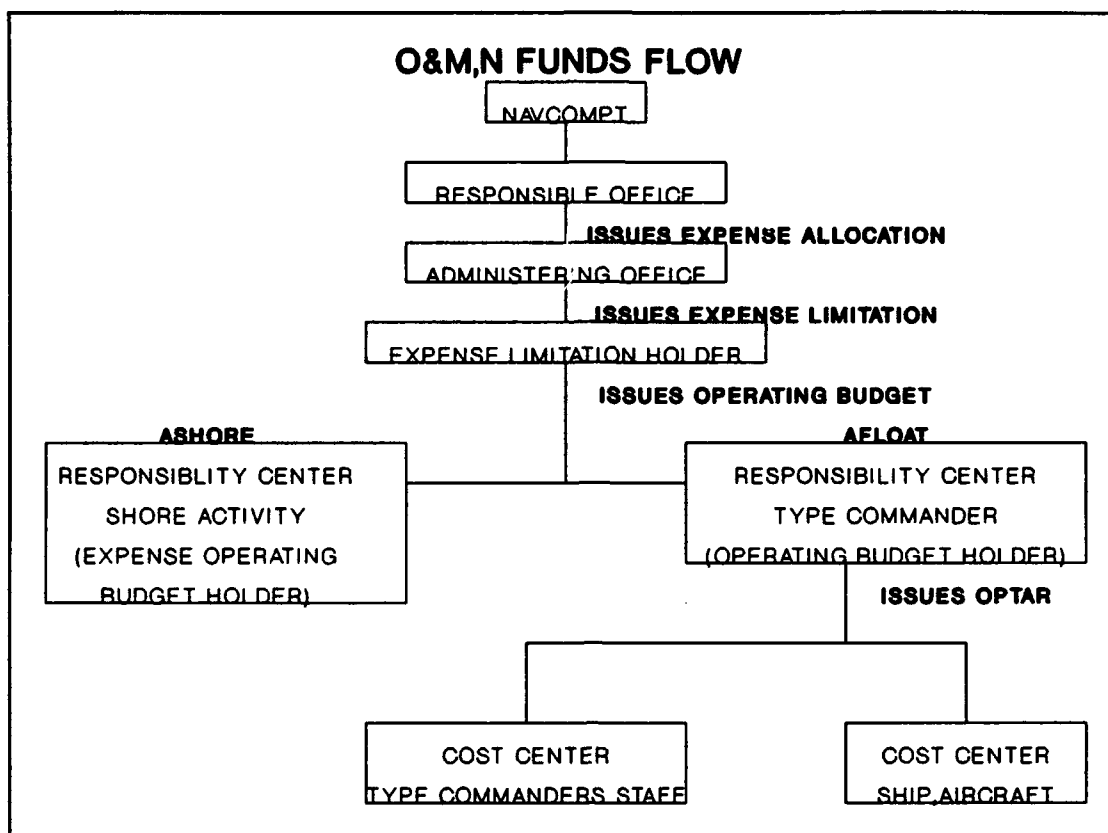 O&M,N FUNDS FLOW
NAVCOMPT
RESPONSIBLE OFFICE
ISSUES EXPENSE ALLOCATION
ADMINISTERING OFFICE
ISSUES EXPENSE LIMITATION
EXPENSE LIMITATION HOLDER
ISSUES OPERATING BUDGET
ASHORE
RESPONSIBLITY CENTER
SHORE ACTIVITY
(EXPENSE OPERATING
BUDGET HOLDER)
AFLOAT
RESPONSIBILITY CENTER
TYPE COMMANDER
(OPERATING BUDGET HOLDER)
ISSUES OPTAR
COST CENTER
TYPE COMMANDERS STAFF
COST CENTER
SHIP,AIRCRAFT